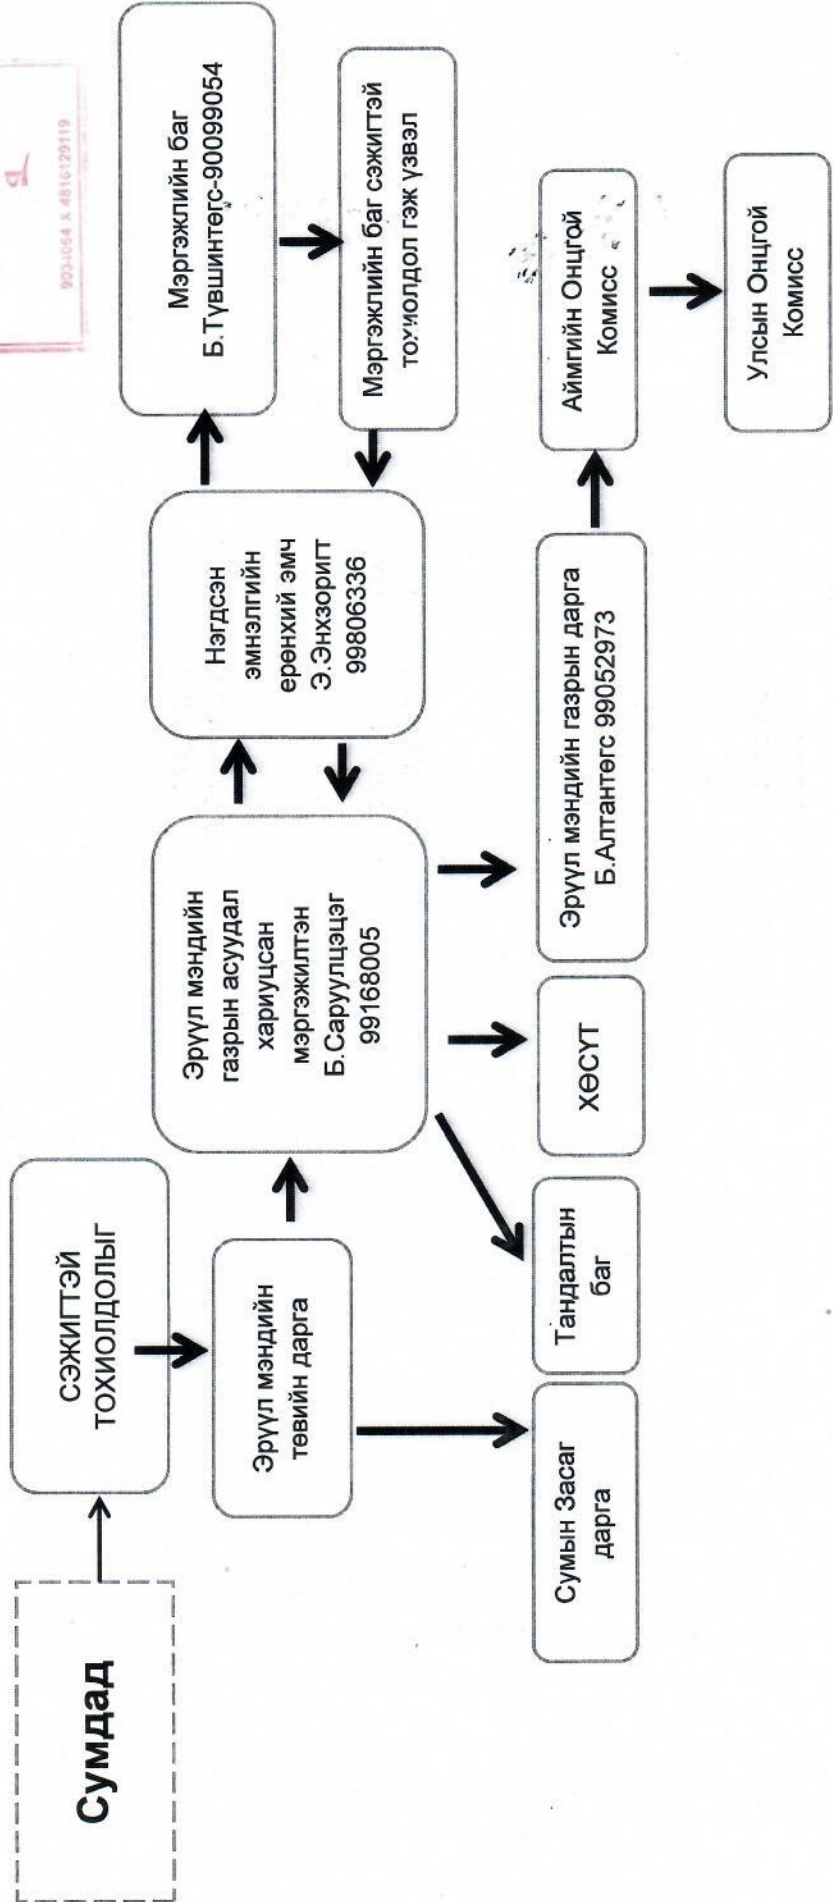 Сумдад
СЭЖИГТЭЙ
ТОХИОЛДОЛЫГ
Эрүүл мэндийн
төвийн дарга
Сумын Засаг
дарга
Эрүүл мэндийн
газрын асуудал
хариуцсан
мэргэжилтэн
Б.Саруулцэцэг
99168005
Тандалтын
баг
ХӨСҮТ
Нэгдсэн
эмнэлгийн
ерөнхий эмч
Э.Энхзоригт
99806336
Мэргэжлийн баг
Б.Түвшинтөгс-90099054
Мэргэжлийн баг сэжигтэй
тохиолдол гэж үзвэл
Эрүүл мэндийн газрын дарга
Б.Алтантөгс 99052973
Аймгийн Онцгой
Комисс
Улсын Онцгой
Комисс